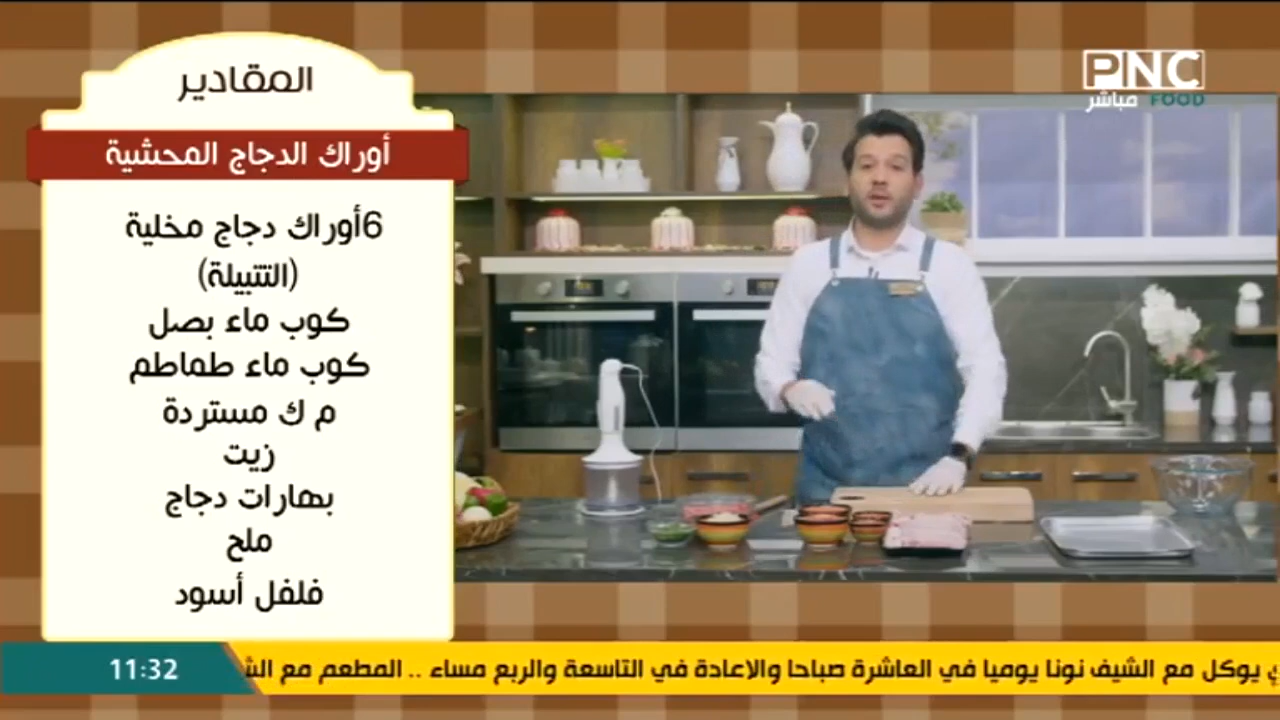 المقادير
أوراك الدجاج المحشية
6أوراك دجاج مخلية
(التتبيلة)
كوب ماء بصل
كوب ماء طماطم
م ك مستردة
زيت
بهارات دجاج
ملح
فلفل أسود
PNC
FOOD مباشر
يوكل مع الشيف نونا يوميا في العاشرة صباحا والاعادة في التاسعة والربع مساء .. المطعم مع
11:32